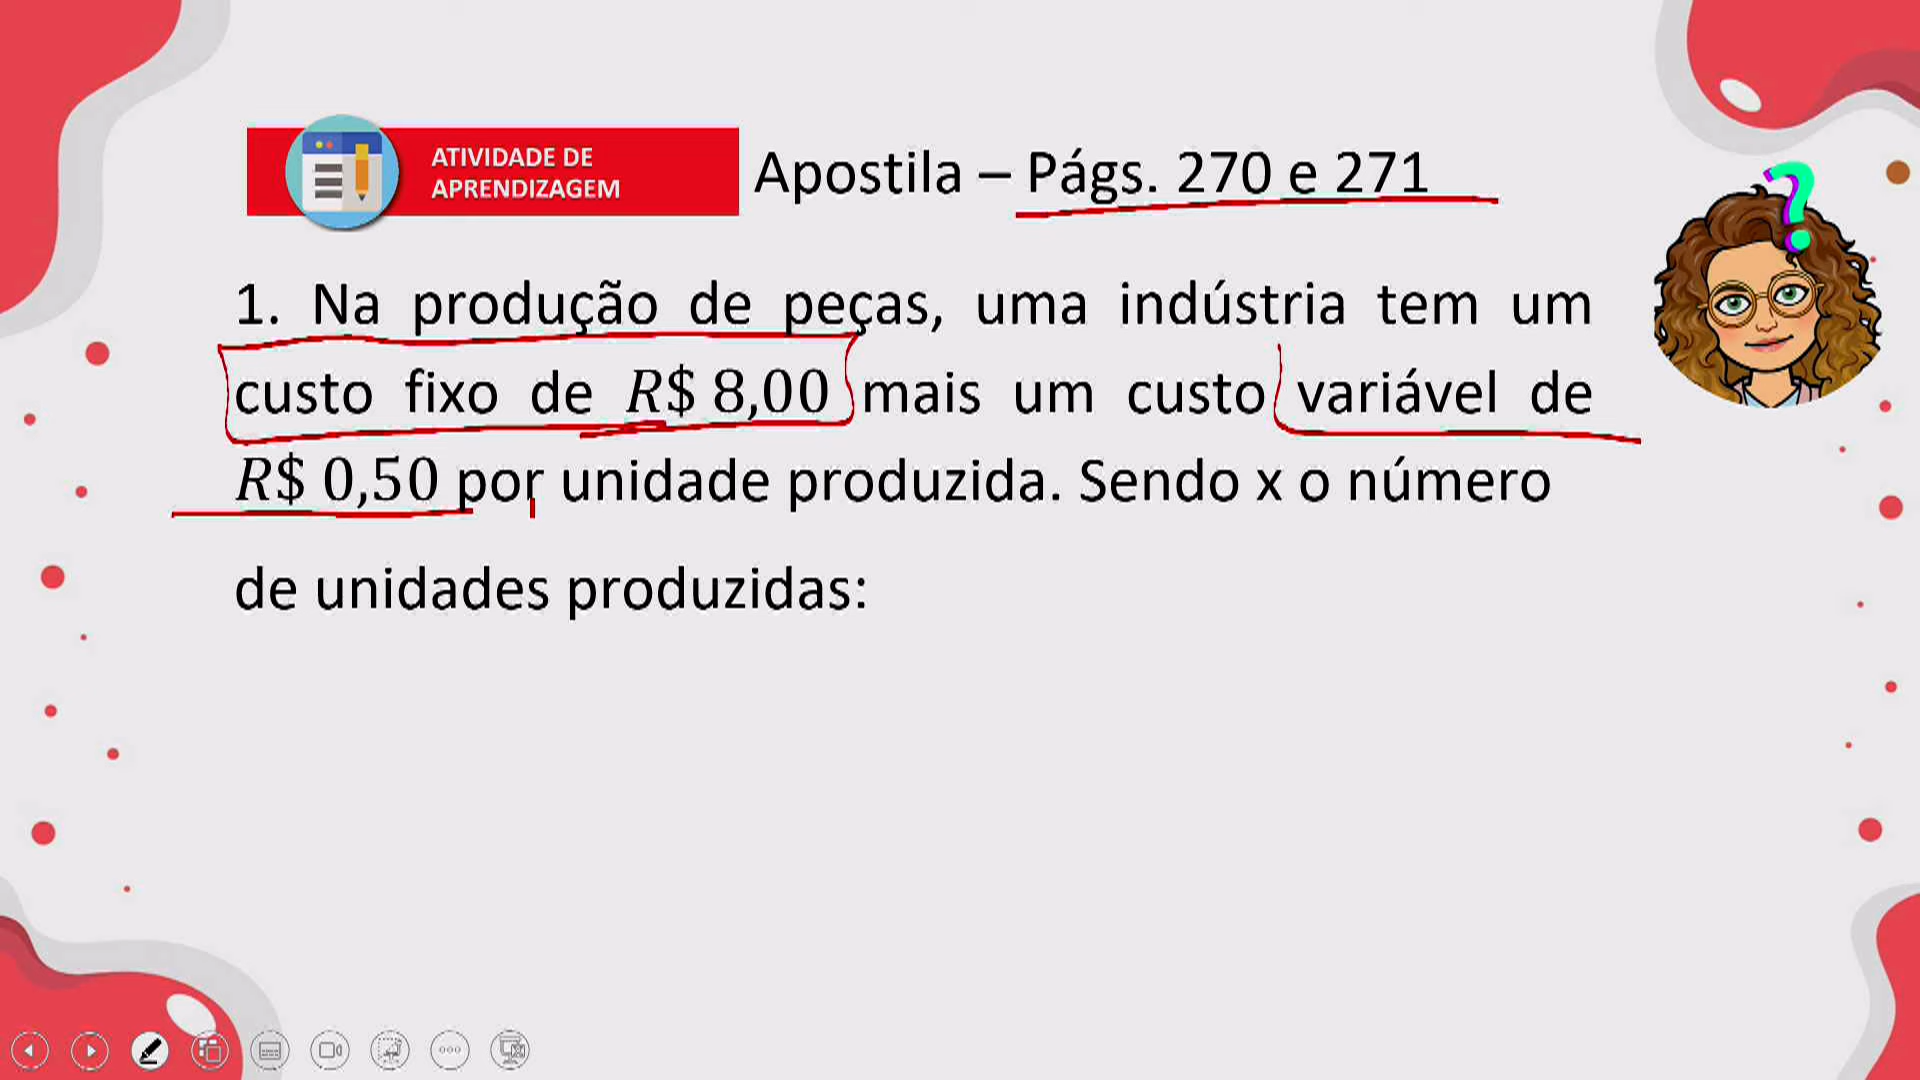 ATIVIDADE DE
APRENDIZAGEM
Apostila – Págs. 270 e 271
?
1. Na produção de peças, uma indústria tem um
custo fixo de R$ 8,00 mais um custo variável de
R$ 0,50 por unidade produzida. Sendo x o número
de unidades produzidas: